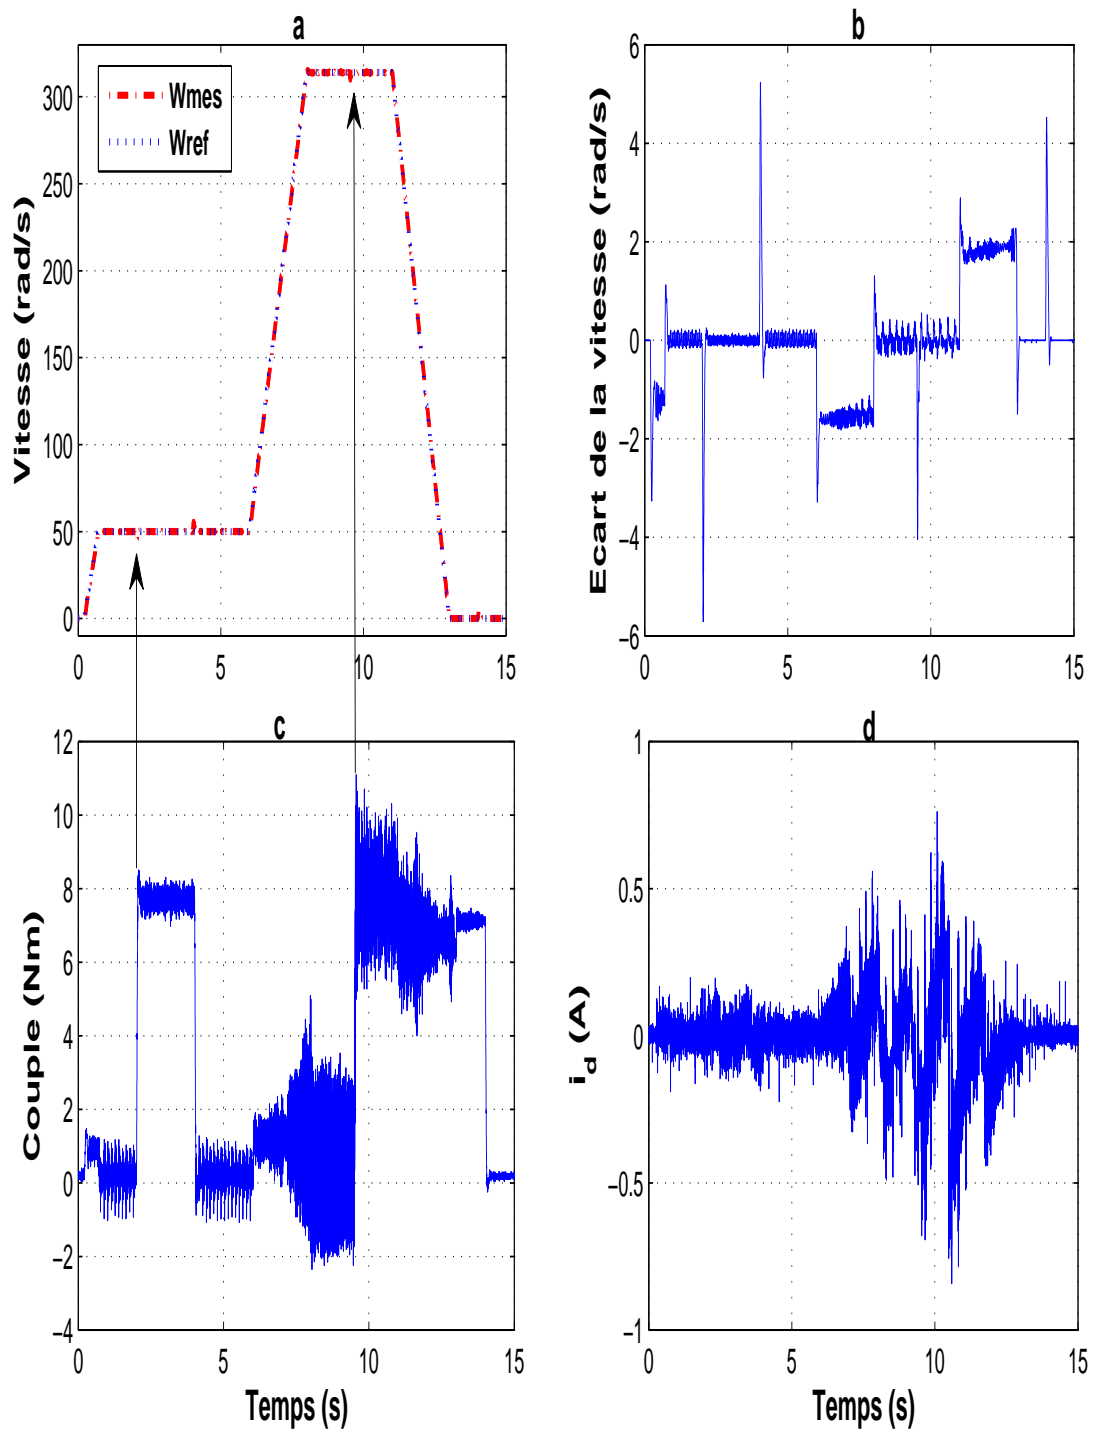 a
Vitesse (rad/s)
300
250
200
150
100
50
0
Wmes
Wref
0 5 10 15
b
Ecart de la vitesse (rad/s)
6
4
2
0
−2
−4
−6
0 5 10 15
c
Couple (Nm)
12
10
8
6
4
2
0
−2
−4
0 5 10 15
Temps (s)
d
i_d (A)
1
0.5
0
−0.5
−1
0 5 10 15
Temps (s)